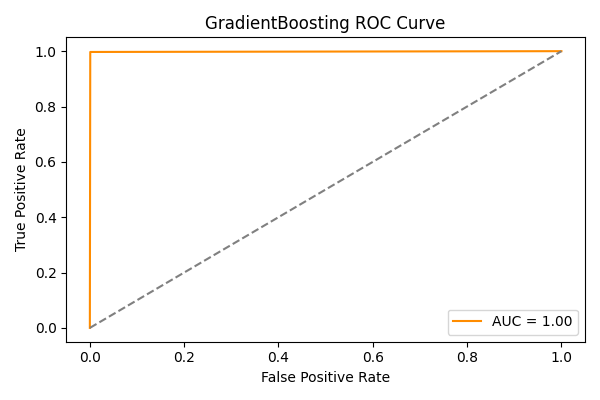 GradientBoosting ROC Curve
True Positive Rate
1.0
0.8
0.6
0.4
0.2
0.0
AUC = 1.00
0.0 0.2 0.4 0.6 0.8 1.0
False Positive Rate